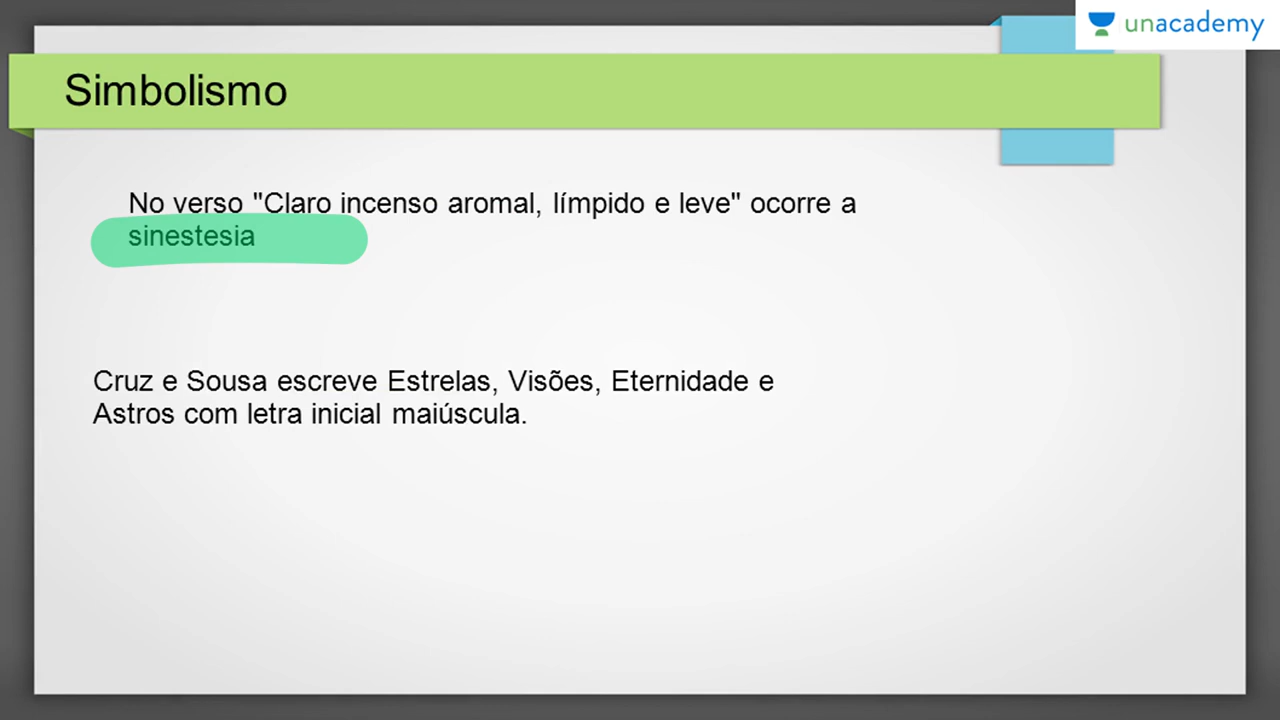 unacademy
Simbolismo
No verso "Claro incenso aromal, límpido e leve" ocorre a
sinestesia
Cruz e Sousa escreve Estrelas, Visões, Eternidade e
Astros com letra inicial maiúscula.